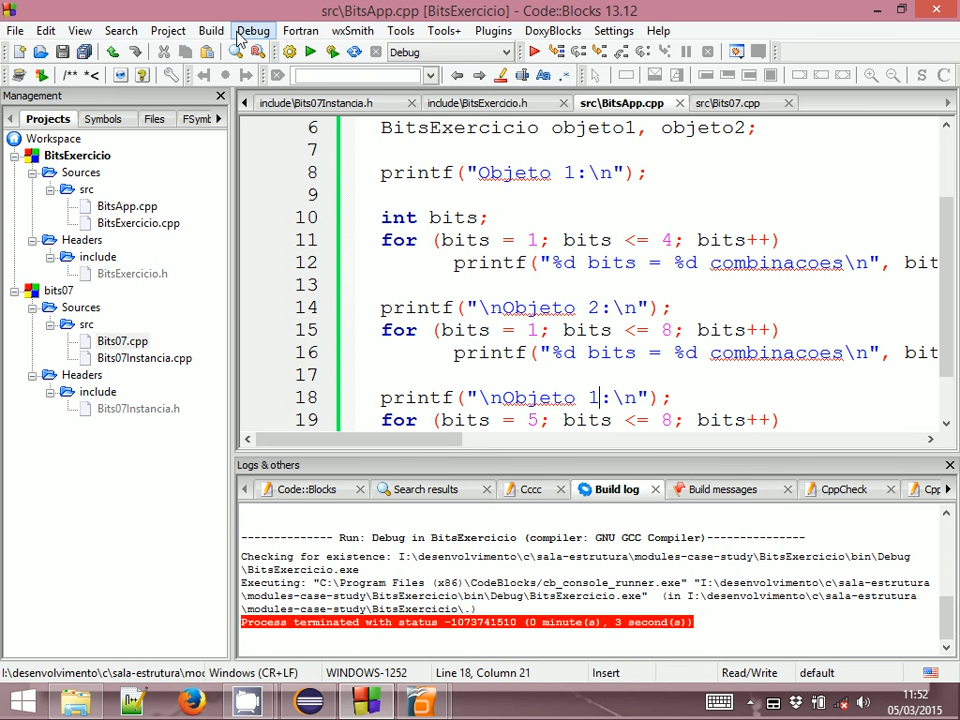 src\BitsApp.cpp [BitsExercicio] - Code::Blocks 13.12
File Edit View Search Project Build Debug Fortran wxSmith Tools Tools+ Plugins DoxyBlocks Settings Help
Debug
/** *<
S C
Management
Projects Symbols Files FSymb
Workspace
BitsExercicio
Sources
src
BitsApp.cpp
BitsExercicio.cpp
Headers
include
BitsExercicio.h
bits07
Sources
src
Bits07.cpp
Bits07Instancia.cpp
Headers
include
Bits07Instancia.h
include\Bits07Instancia.h include\BitsExercicio.h src\BitsApp.cpp src\Bits07.cpp
6 BitsExercicio objeto1, objeto2;
7
8 printf("Objeto 1:\n");
9
10 int bits;
11 for (bits = 1; bits <= 4; bits++)
12 printf("%d bits = %d combinacoes\n", bit
13
14 printf("\nObjeto 2:\n");
15 for (bits = 1; bits <= 8; bits++)
16 printf("%d bits = %d combinacoes\n", bit
17
18 printf("\nObjeto 1:\n");
19 for (bits = 5; bits <= 8; bits++)
Logs & others
Code::Blocks Search results Cccc Build log Build messages CppCheck Cpp
-------------- Run: Debug in BitsExercicio (compiler: GNU GCC Compiler)---------------
Checking for existence: I:\desenvolvimento\c\sala-estrutura\modules-case-study\BitsExercicio\bin\Debug
\BitsExercicio.exe
Executing: "C:\Program Files (x86)\CodeBlocks/cb_console_runner.exe" "I:\desenvolvimento\c\sala-estrutura
\modules-case-study\BitsExercicio\bin\Debug\BitsExercicio.exe"  (in I:\desenvolvimento\c\sala-estrutura
\modules-case-study\BitsExercicio\.)
Process terminated with status -1073741510 (0 minute(s), 3 second(s))
I:\desenvolvimento\c\sala-estrutura\moc Windows (CR+LF) WINDOWS-1252 Line 18, Column 21 Insert Read/Write default
11:52
05/03/2015